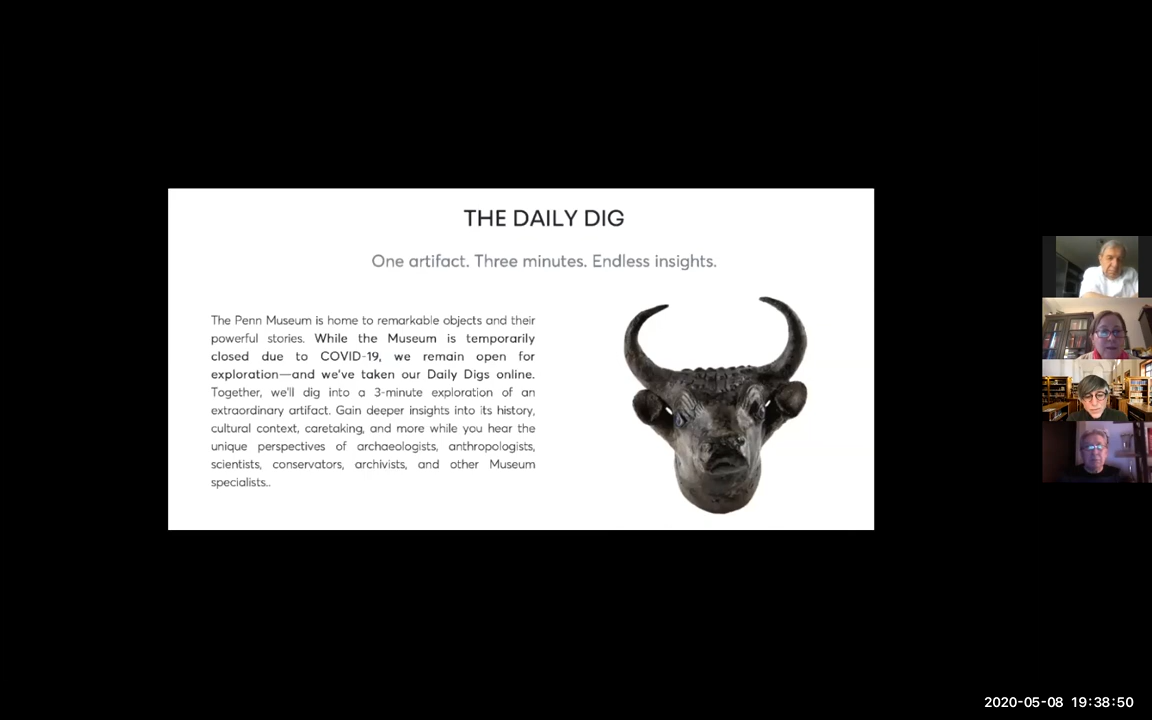 THE DAILY DIG
One artifact. Three minutes. Endless insights.
The Penn Museum is home to remarkable objects and their
powerful stories. While the Museum is temporarily
closed due to COVID-19, we remain open for
exploration—and we've taken our Daily Digs online.
Together, we'll dig into a 3-minute exploration of an
extraordinary artifact. Gain deeper insights into its history,
cultural context, caretaking, and more while you hear the
unique perspectives of archaeologists, anthropologists,
scientists, conservators, archivists, and other Museum
specialists..
2020-05-08 19:38:50